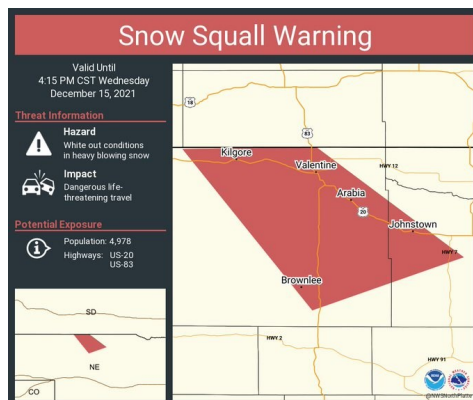 Snow Squall Warning
Valid Until
4:15 PM CST Wednesday
December 15, 2021
Threat Information
Hazard
White out conditions
in heavy blowing snow
Impact
Dangerous life-
threatening travel
Potential Exposure
Population: 4,978
Highways: US-20
US-83
SD
NE
CO
18
83
Kilgore
Valentine
HWY 12
Arabia
20
Johnstown
HWY 7
Brownlee
HWY 2
HWY 91
@NWSNorthPlatte